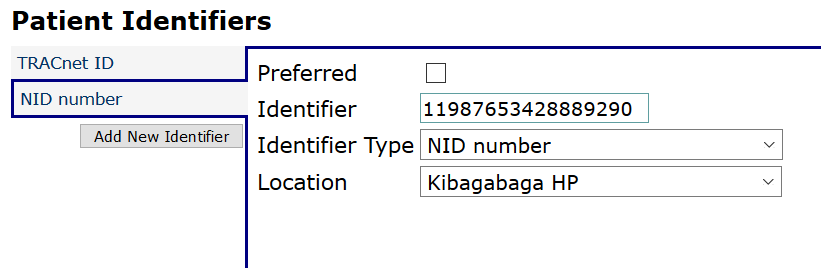 Patient Identifiers
TRACnet ID
NID number
Add New Identifier
Preferred
Identifier 11987653428889290
Identifier Type NID number
Location Kibagabaga HP